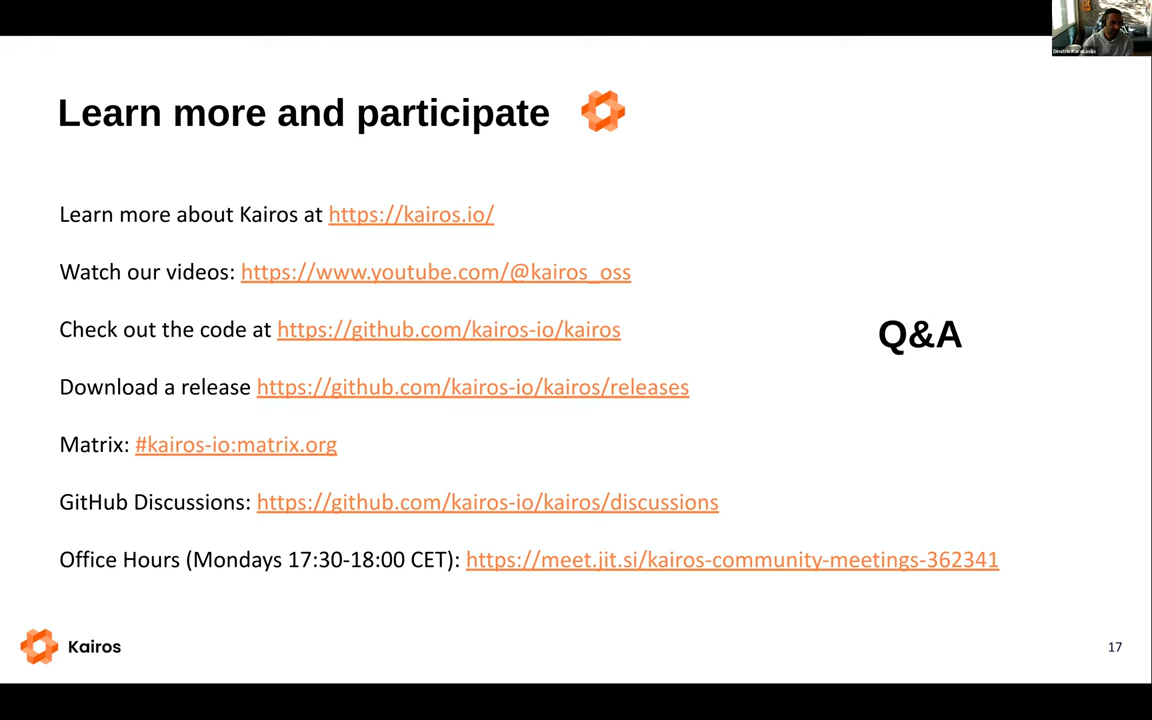 Learn more and participate
Learn more about Kairos at https://kairos.io/
Watch our videos: https://www.youtube.com/@kairos_oss
Check out the code at https://github.com/kairos-io/kairos
Q&A
Download a release https://github.com/kairos-io/kairos/releases
Matrix: #kairos-io:matrix.org
GitHub Discussions: https://github.com/kairos-io/kairos/discussions
Office Hours (Mondays 17:30-18:00 CET): https://meet.jit.si/kairos-community-meetings-362341
Kairos
17